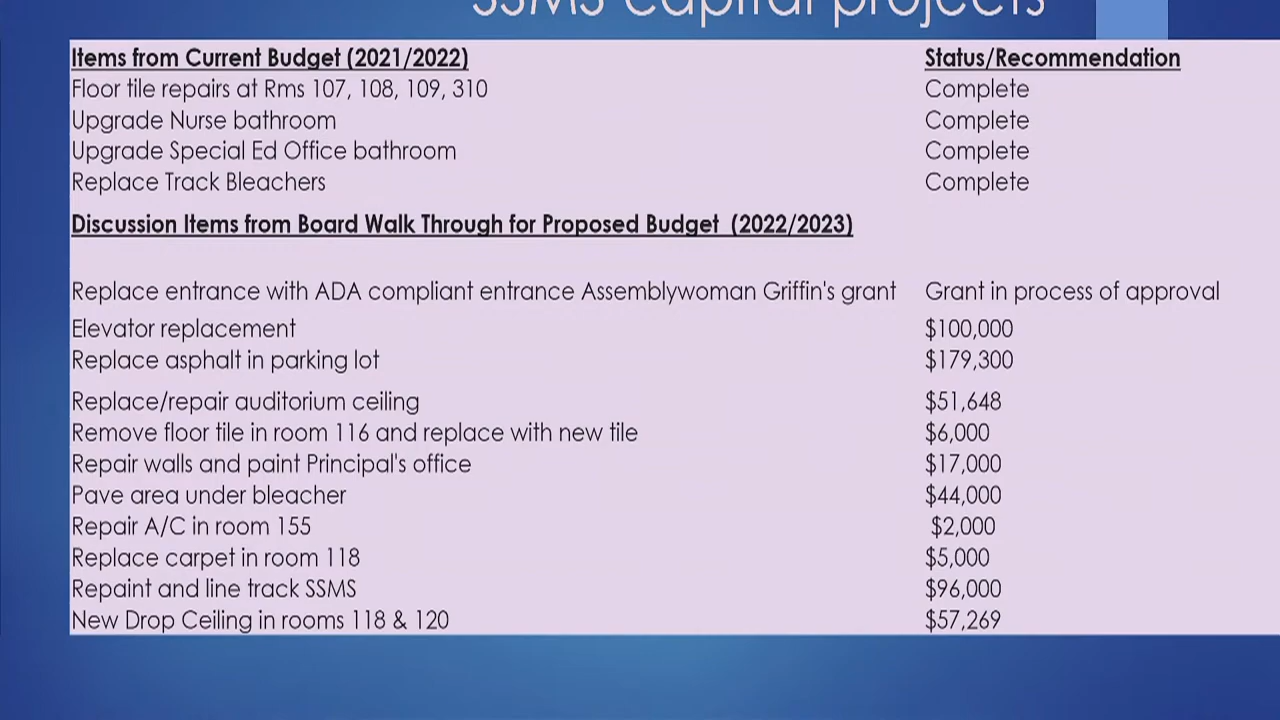 SSMS capital projects
Items from Current Budget (2021/2022) Status/Recommendation
Floor tile repairs at Rms 107, 108, 109, 310 Complete
Upgrade Nurse bathroom Complete
Upgrade Special Ed Office bathroom Complete
Replace Track Bleachers Complete
Discussion Items from Board Walk Through for Proposed Budget (2022/2023)
Replace entrance with ADA compliant entrance Assemblywoman Griffin's grant Grant in process of approval
Elevator replacement $100,000
Replace asphalt in parking lot $179,300
Replace/repair auditorium ceiling $51,648
Remove floor tile in room 116 and replace with new tile $6,000
Repair walls and paint Principal's office $17,000
Pave area under bleacher $44,000
Repair A/C in room 155 $2,000
Replace carpet in room 118 $5,000
Repaint and line track SSMS $96,000
New Drop Ceiling in rooms 118 & 120 $57,269